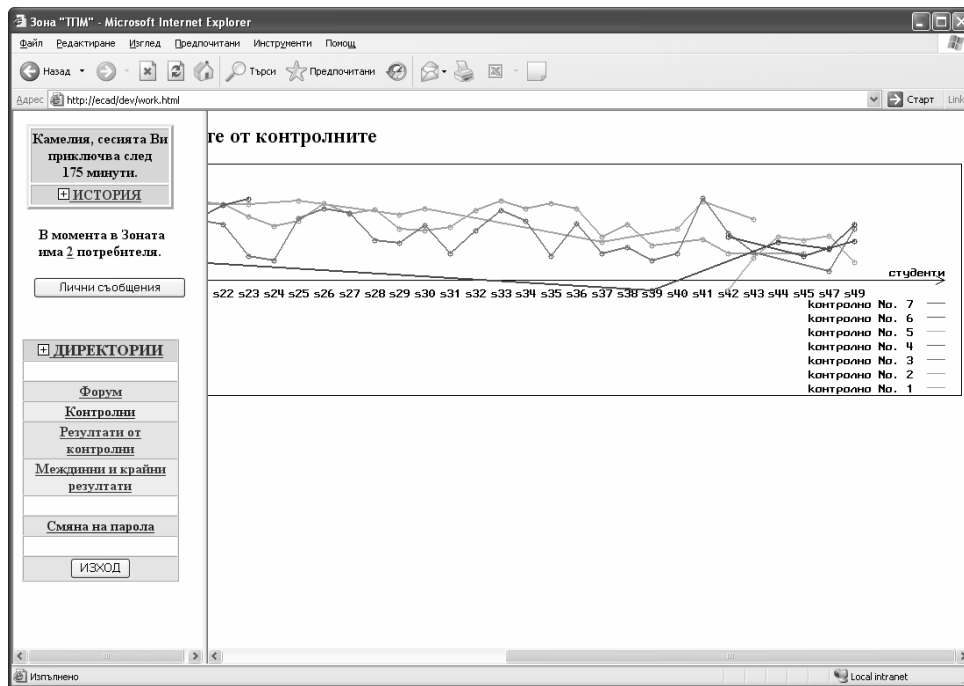 Зона "ТПМ" - Microsoft Internet Explorer
Файл Редактиране Изглед Предпочитани Инструменти Помощ
Назад Търси Предпочитани
Адрес http://ecad/dev/work.html Старт Link
Камелия, сесията Ви
приключва след
175 минути.
ИСТОРИЯ
В момента в Зоната
има 2 потребителя.
Лични съобщения
ДИРЕКТОРИИ
Форум
Контролни
Резултати от
контролни
Междинни и крайни
резултати
Смяна на парола
ИЗХОД
те от контролните
студенти
s22 s23 s24 s25 s26 s27 s28 s29 s30 s31 s32 s33 s34 s35 s36 s37 s38 s39 s40 s41 s42 s43 s44 s45 s47 s49
контролно No. 7
контролно No. 6
контролно No. 5
контролно No. 4
контролно No. 3
контролно No. 2
контролно No. 1
Изпълнено
Local intranet